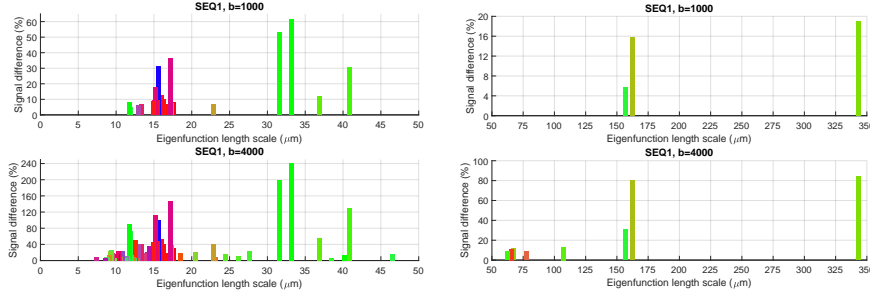 SEQ1, b=1000
Signal difference (%)
60
50
40
30
20
10
0
0 5 10 15 20 25 30 35 40 45 50
Eigenfunction length scale (μm)
SEQ1, b=1000
Signal difference (%)
20
16
12
8
4
0
50 75 100 125 150 175 200 225 250 275 300 325 350
Eigenfunction length scale (μm)
SEQ1, b=4000
Signal difference (%)
240
200
160
120
80
40
0
0 5 10 15 20 25 30 35 40 45 50
Eigenfunction length scale (μm)
SEQ1, b=4000
Signal difference (%)
100
80
60
40
20
0
50 75 100 125 150 175 200 225 250 275 300 325 350
Eigenfunction length scale (μm)